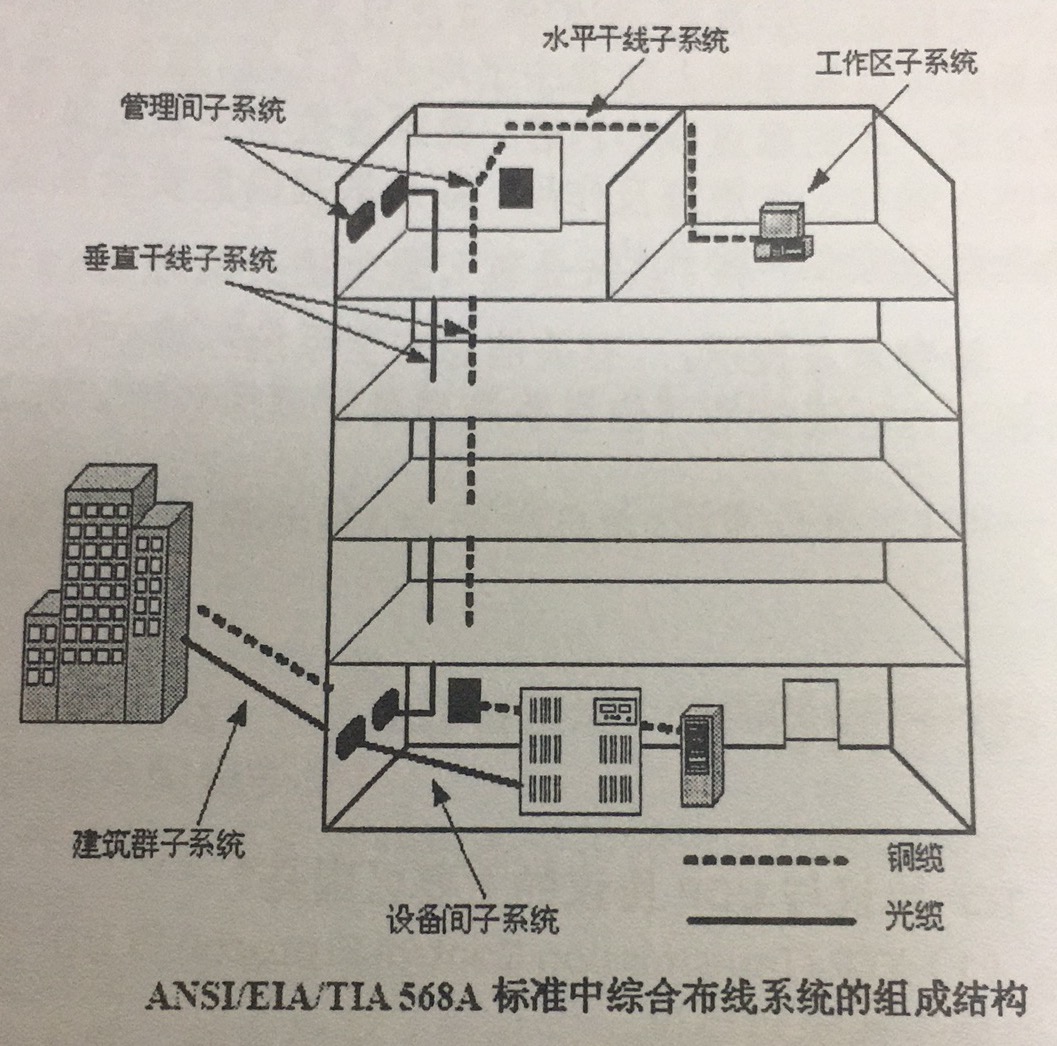 水平干线子系统
工作区子系统
管理间子系统
垂直干线子系统
建筑群子系统
设备间子系统
铜缆
光缆
ANSI/EIA/TIA 568A 标准中综合布线系统的组成结构